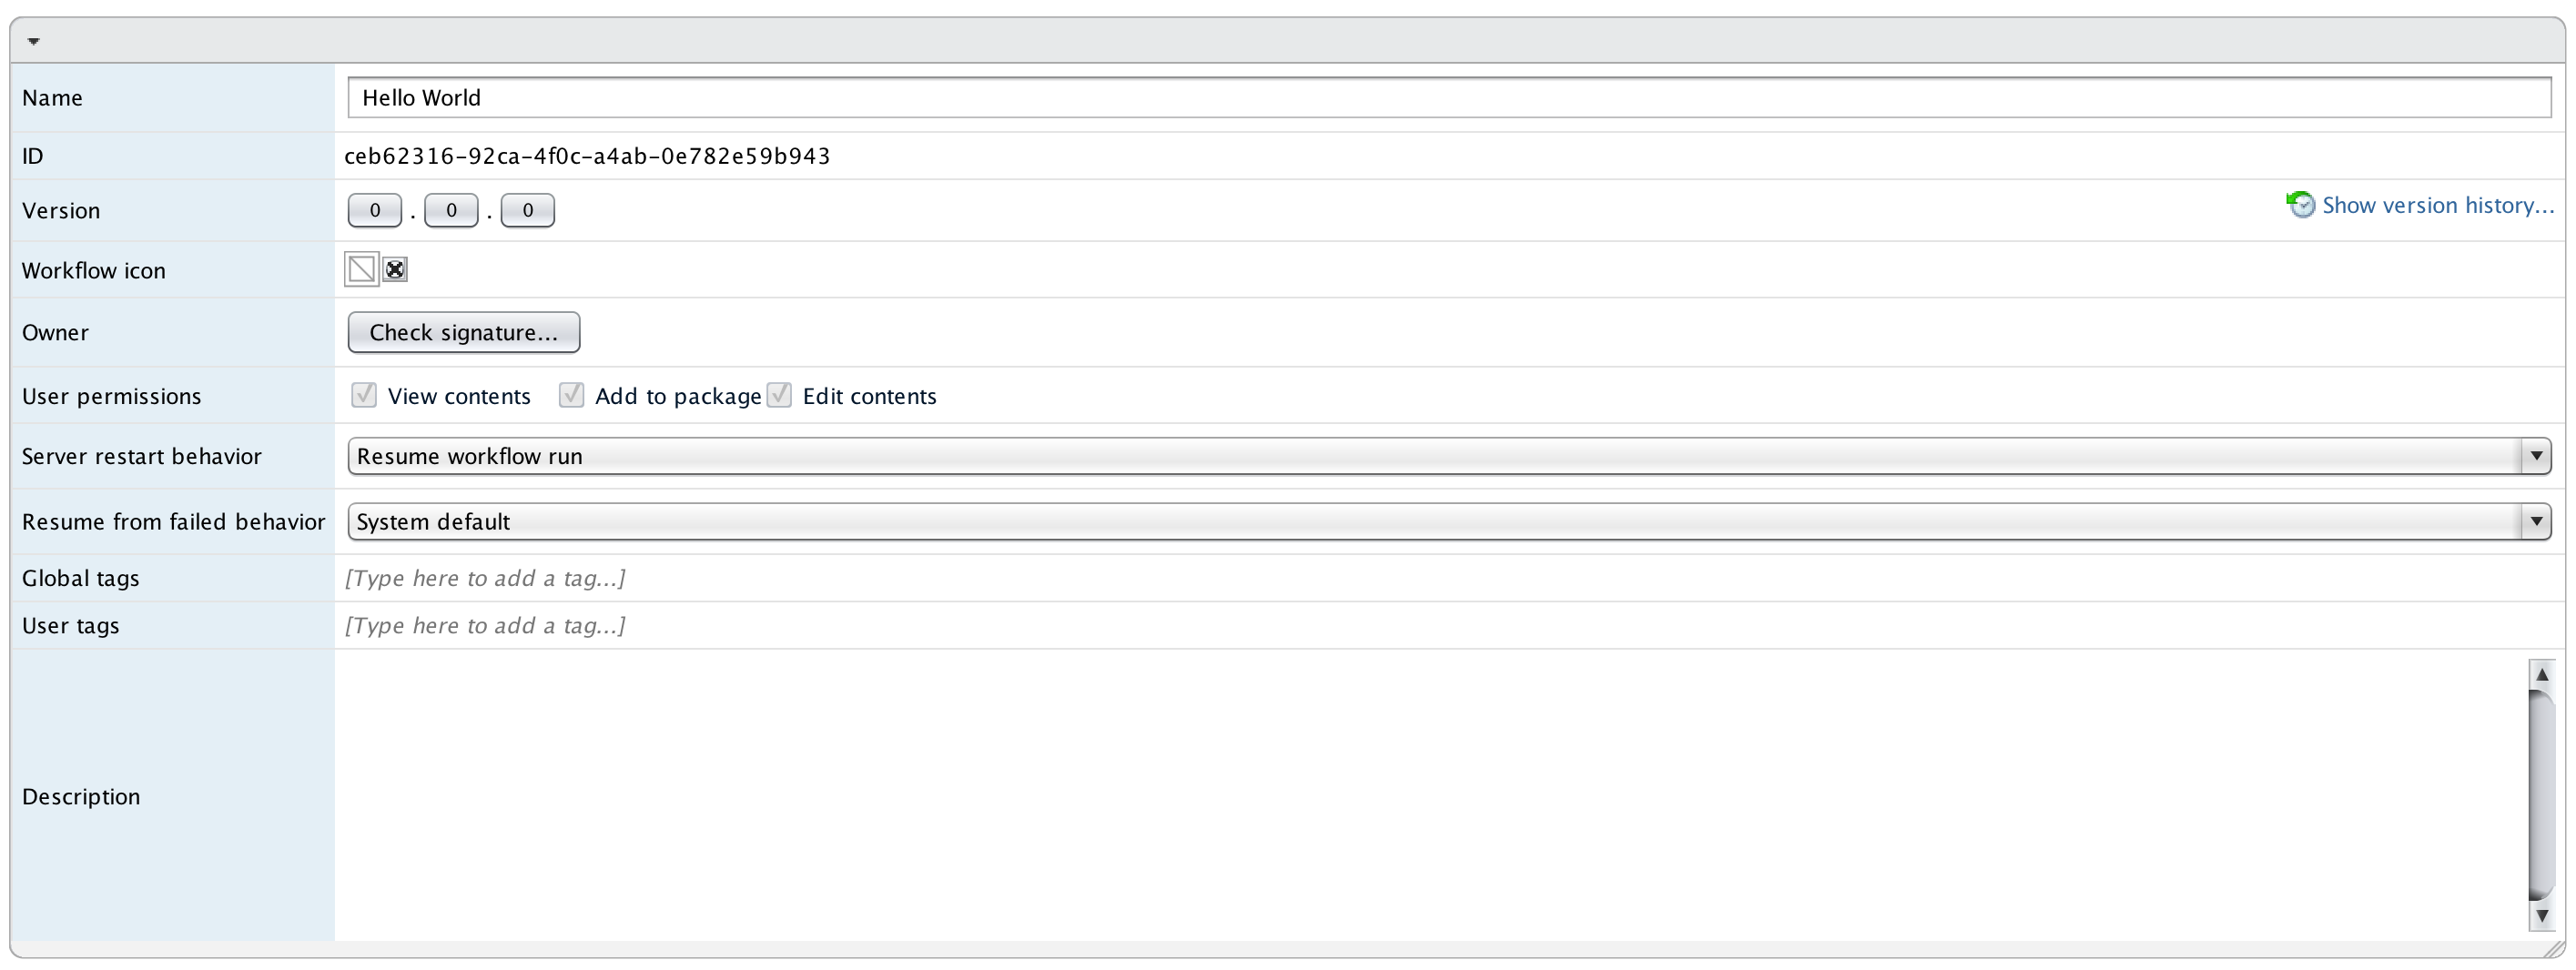 Name Hello World
ID ceb62316-92ca-4f0c-a4ab-0e782e59b943
Version 0 . 0 . 0 Show version history...
Workflow icon
Owner Check signature...
User permissions View contents Add to package Edit contents
Server restart behavior Resume workflow run
Resume from failed behavior System default
Global tags [Type here to add a tag...]
User tags [Type here to add a tag...]
Description